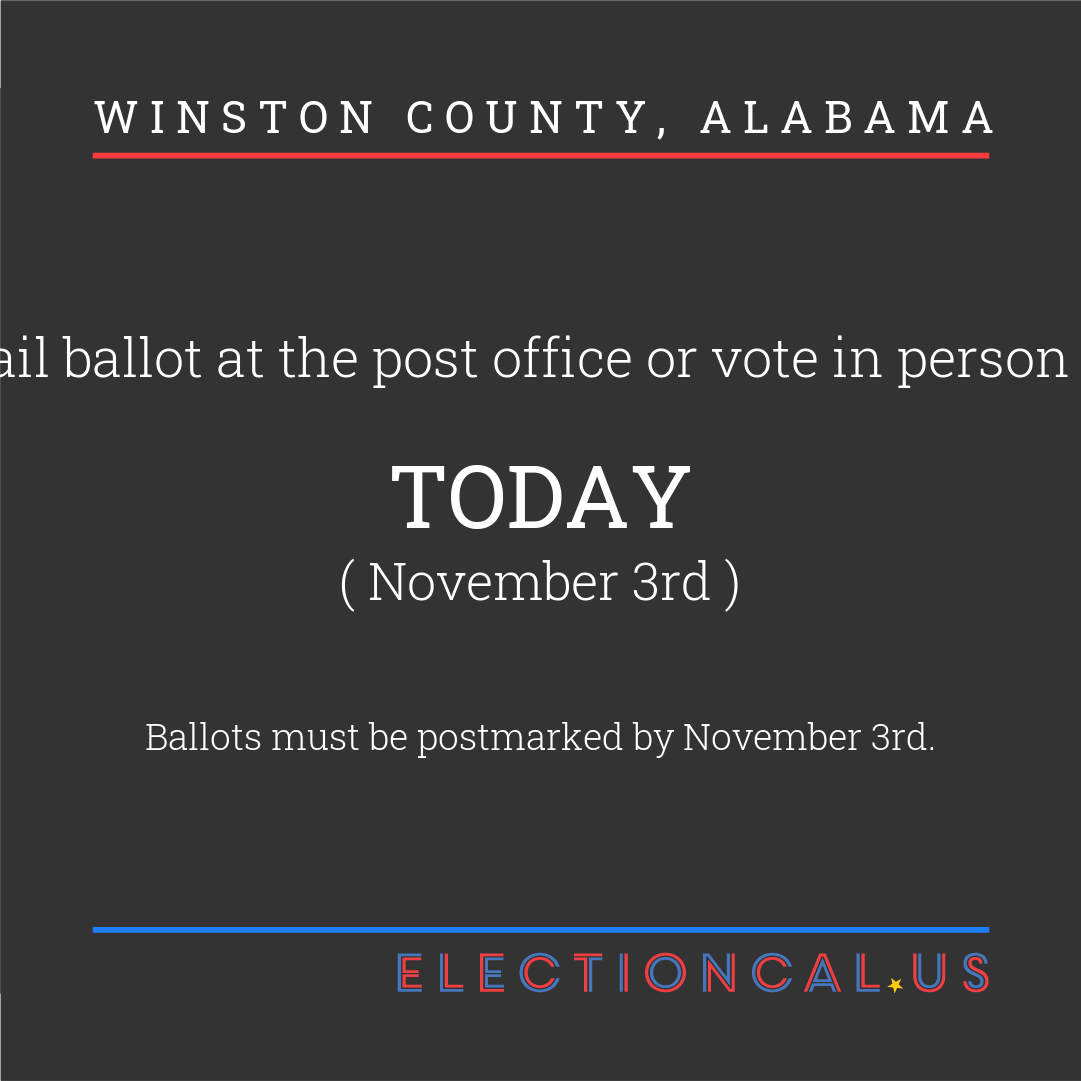 WINSTON COUNTY, ALABAMA
ail ballot at the post office or vote in person
TODAY
( November 3rd )
Ballots must be postmarked by November 3rd.
ELECTIONCAL.US